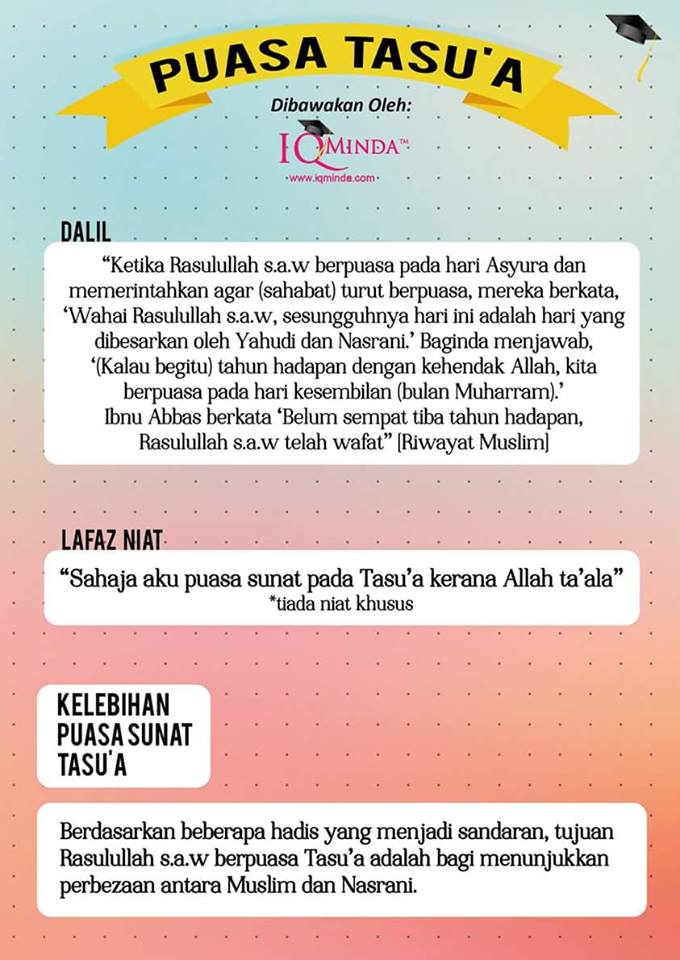 PUASA TASU'A
Dibawakan Oleh:
IQMINDA™
•www.iqminda.com•
DALIL
“Ketika Rasulullah s.a.w berpuasa pada hari Asyura dan
memerintahkan agar (sahabat) turut berpuasa, mereka berkata,
‘Wahai Rasulullah s.a.w, sesungguhnya hari ini adalah hari yang
dibesarkan oleh Yahudi dan Nasrani.’ Baginda menjawab,
‘(Kalau begitu) tahun hadapan dengan kehendak Allah, kita
berpuasa pada hari kesembilan (bulan Muharram).’
Ibnu Abbas berkata ‘Belum sempat tiba tahun hadapan,
Rasulullah s.a.w telah wafat” [Riwayat Muslim]
LAFAZ NIAT
“Sahaja aku puasa sunat pada Tasu’a kerana Allah ta’ala”
*tiada niat khusus
KELEBIHAN
PUASA SUNAT
TASU'A
Berdasarkan beberapa hadis yang menjadi sandaran, tujuan
Rasulullah s.a.w berpuasa Tasu’a adalah bagi menunjukkan
perbezaan antara Muslim dan Nasrani.